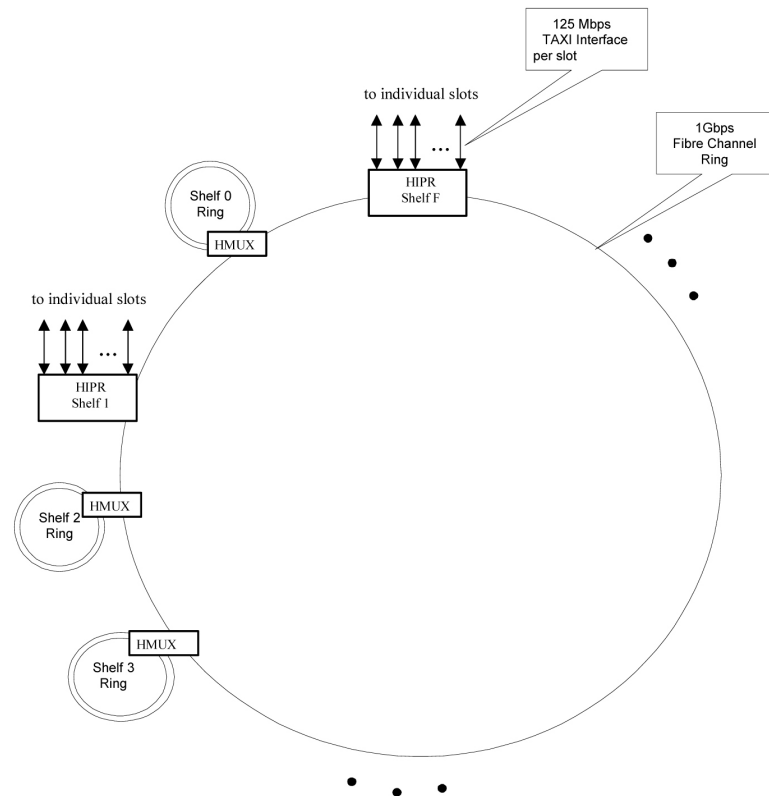 125 Mbps
TAXI Interface
per slot
to individual slots
1Gbps
Fibre Channel
Ring
...
HIPR
Shelf F
Shelf 0
Ring
HMUX
to individual slots
...
HIPR
Shelf 1
Shelf 2
Ring
HMUX
HMUX
Shelf 3
Ring